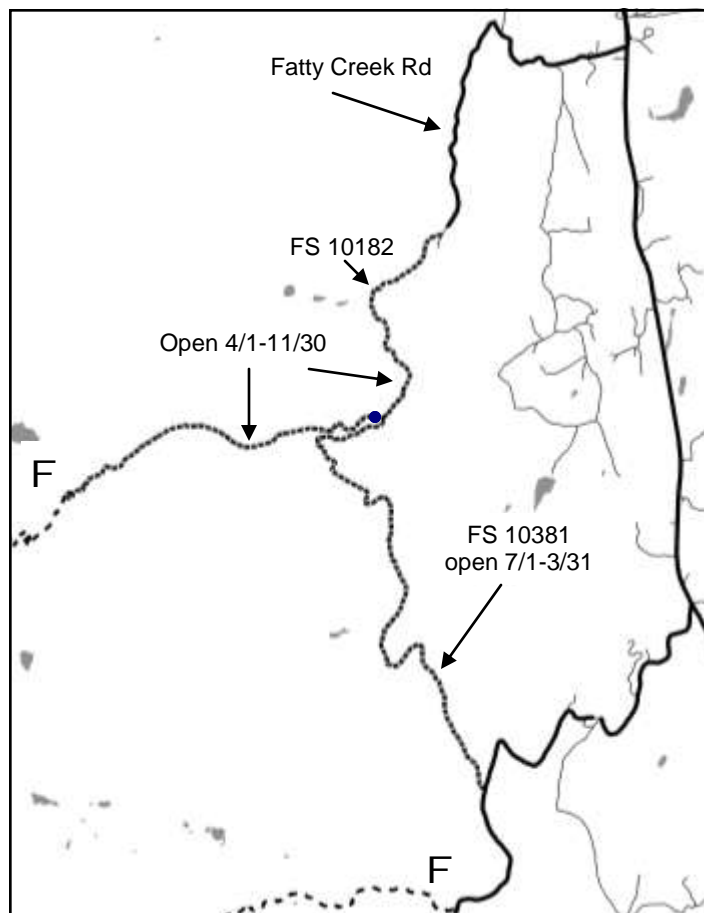 Fatty Creek Rd
FS 10182
Open 4/1-11/30
F
FS 10381
open 7/1-3/31
F